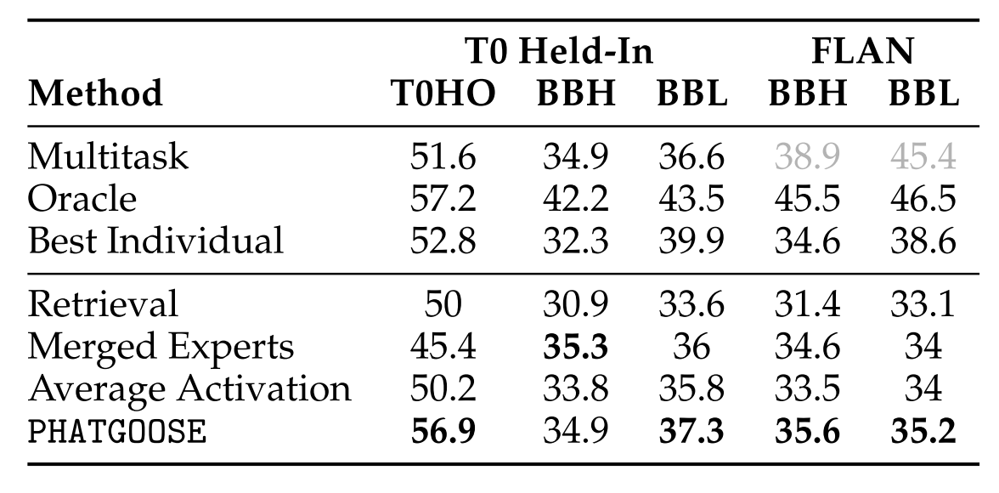 T0 Held-In FLAN
Method T0HO BBH BBL BBH BBL
Multitask 51.6 34.9 36.6 38.9 45.4
Oracle 57.2 42.2 43.5 45.5 46.5
Best Individual 52.8 32.3 39.9 34.6 38.6
Retrieval 50 30.9 33.6 31.4 33.1
Merged Experts 45.4 35.3 36 34.6 34
Average Activation 50.2 33.8 35.8 33.5 34
PHATGOOSE 56.9 34.9 37.3 35.6 35.2